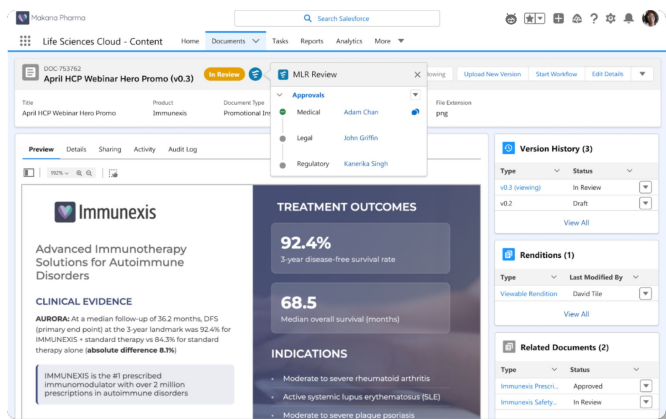 Makana Pharma
Search Salesforce
Life Sciences Cloud - Content
Home
Documents
Tasks
Reports
Analytics
More
DOC-753762
April HCP Webinar Hero Promo (v0.3)
In Review
MLR Review
Upload New Version
Start Workflow
Edit Details
Approvals
Medical
Adam Chan
Legal
John Griffin
Regulatory
Kanerika Singh
Title
Product
Document Type
File Extension
April HCP Webinar Hero Promo
Immunexis
Promotional
png
Preview
Details
Sharing
Activity
Audit Log
192%
Immunexis
Advanced Immunotherapy
Solutions for Autoimmune
Disorders
CLINICAL EVIDENCE
AURORA: At a median follow-up of 36.2 months, DFS
(primary end point) at the 3-year landmark was 92.4% for
IMMUNEXIS + standard therapy vs 84.3% for standard
therapy alone (absolute difference 8.1%)
IMMUNEXIS is the #1 prescribed
immunomodulator with over 2 million
prescriptions in autoimmune disorders
TREATMENT OUTCOMES
92.4%
3-year disease-free survival rate
68.5
Median overall survival (months)
INDICATIONS
• Moderate to severe rheumatoid arthritis
• Active systemic lupus erythematosus (SLE)
• Moderate to severe plaque psoriasis
Version History (3)
Type
Status
v0.3 (viewing)
In Review
v0.2
Draft
View All
Renditions (1)
Type
Last Modified By
Viewable Rendition
David Tile
View All
Related Documents (2)
Type
Status
Immunexis Prescri...
Approved
Immunexis Safety...
In Review